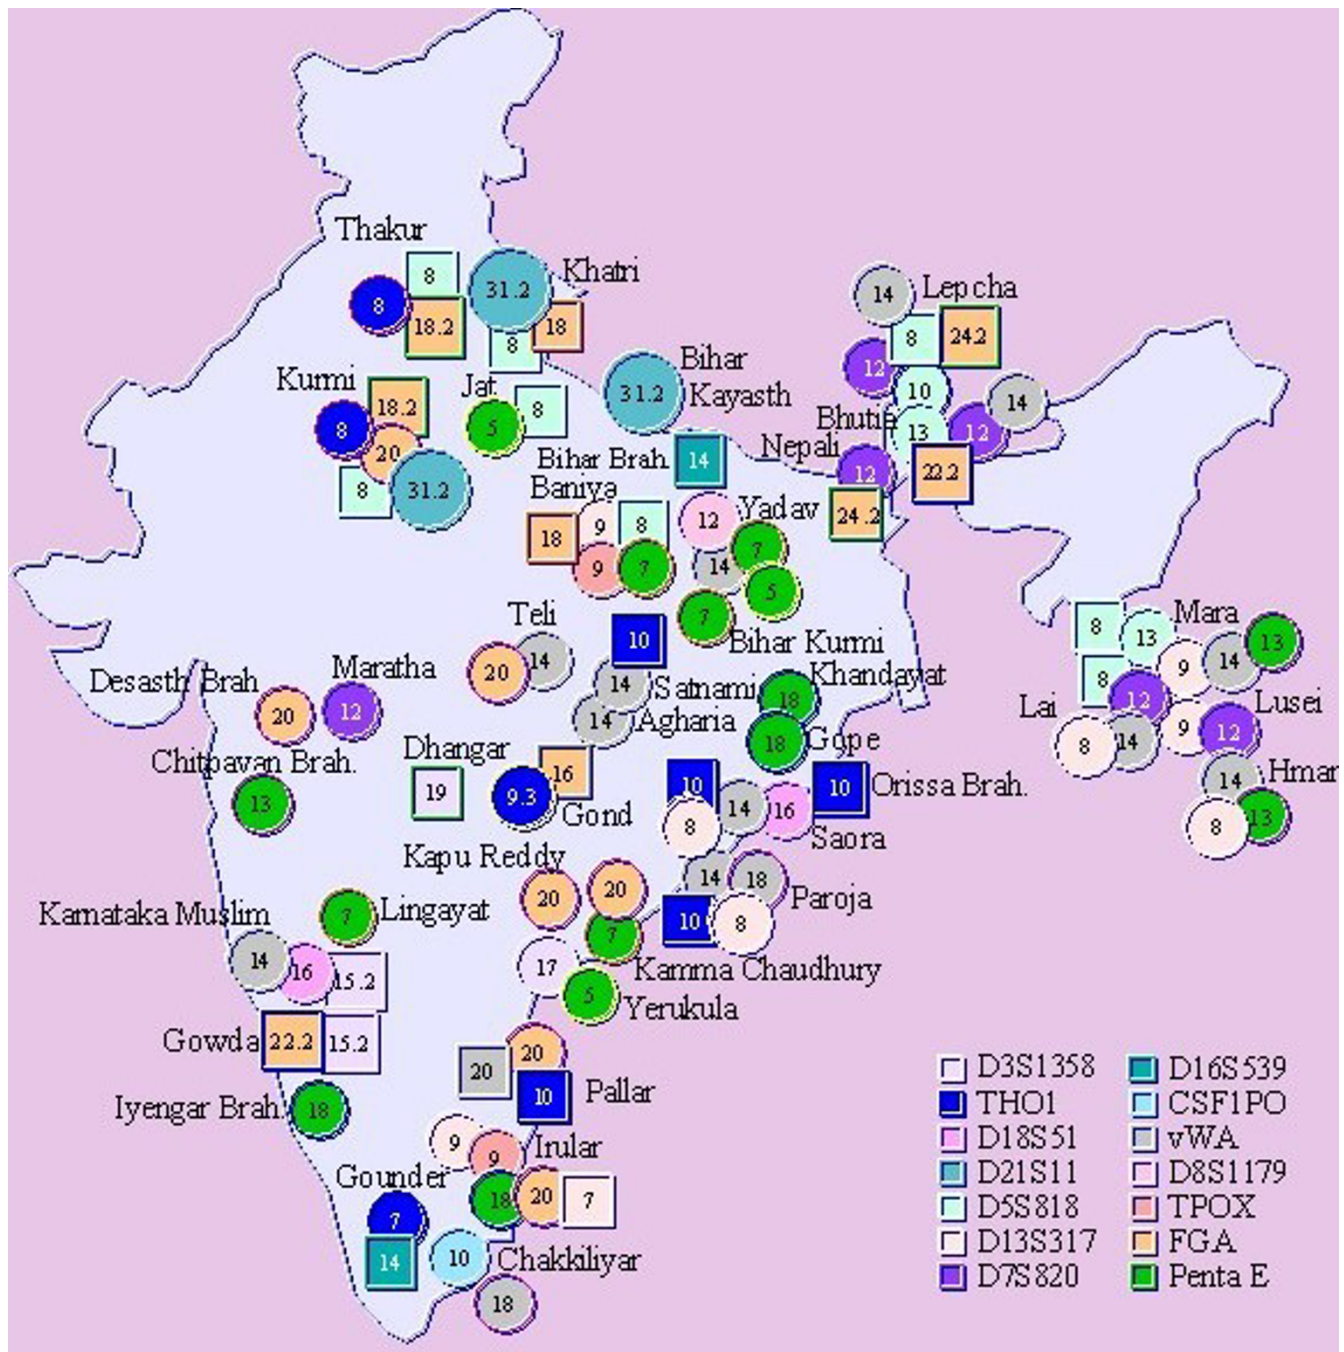 Thakur
8
8
18.2
31.2
Khatri
18
8
14
Lepcha
8
24.2
12
10
Bhutia
13
12
14
22.2
Kurmi
18.2
8
20
8
31.2
Jat
5
8
31.2
Bihar
Kayasth
Bihar Brah.
14
Nepali
12
24.2
Baniya
18
9
8
9
7
12
Yadav
7
14
5
7
Bihar Kurmi
Teli
20
14
10
14
Satnami
14
Agharia
Khandayat
18
18
Gope
Desasth Brah
20
Maratha
12
Chitpavan Brah.
13
Dhangar
19
16
9.3
Gond
10
8
14
16
10
Orissa Brah.
Saora
8
13
Mara
13
14
9
8
12
Lai
8
14
9
12
Lusei
14
Hmar
13
8
Kapu Reddy
20
20
7
Kamma Chaudhury
14
18
Paroja
10
8
Karnataka Muslim
14
16
15.2
7
Lingayat
17
5
Yerukula
Gowda
22.2
15.2
Iyengar Brah.
18
20
20
10
Pallar
9
9
Irular
18
20
7
Gounder
7
14
10
Chakkiliyar
18
D3S1358
THO1
D18S51
D21S11
D5S818
D13S317
D7S820
D16S539
CSF1PO
vWA
D8S1179
TPOX
FGA
Penta E